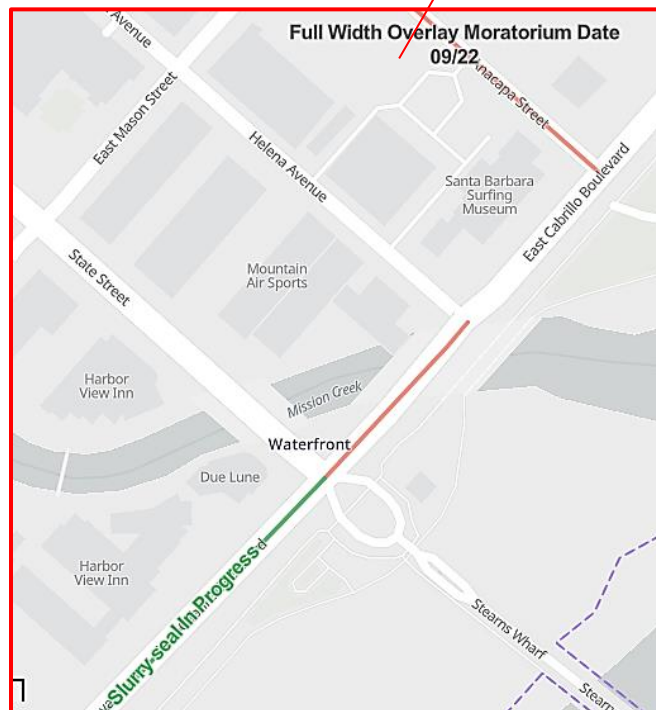 Full Width Overlay Moratorium Date
09/22
Avenue
Anacapa Street
East Mason Street
Helena Avenue
East Cabrillo Boulevard
Santa Barbara
Surfing
Museum
State Street
Mountain
Air Sports
Harbor
View Inn
Mission Creek
Waterfront
Due Lune
Slurry-seal In Progress
Harbor
View Inn
Stearns Wharf
Stearn